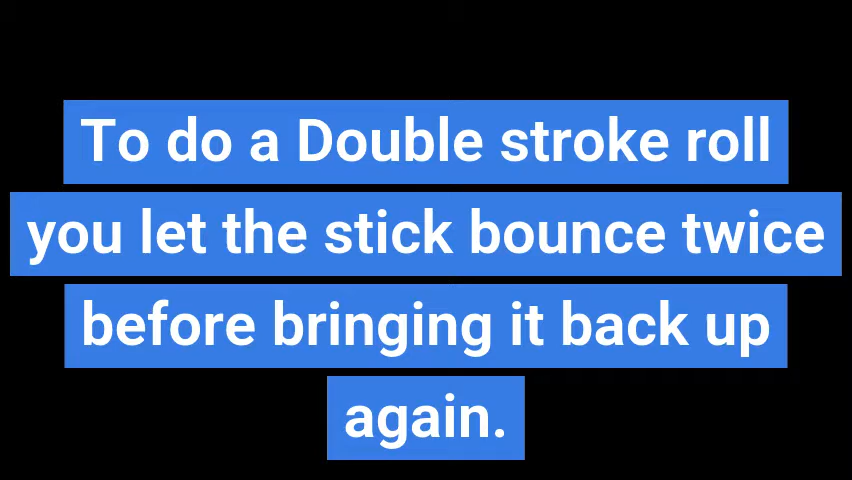 To do a Double stroke roll
you let the stick bounce twice
before bringing it back up
again.